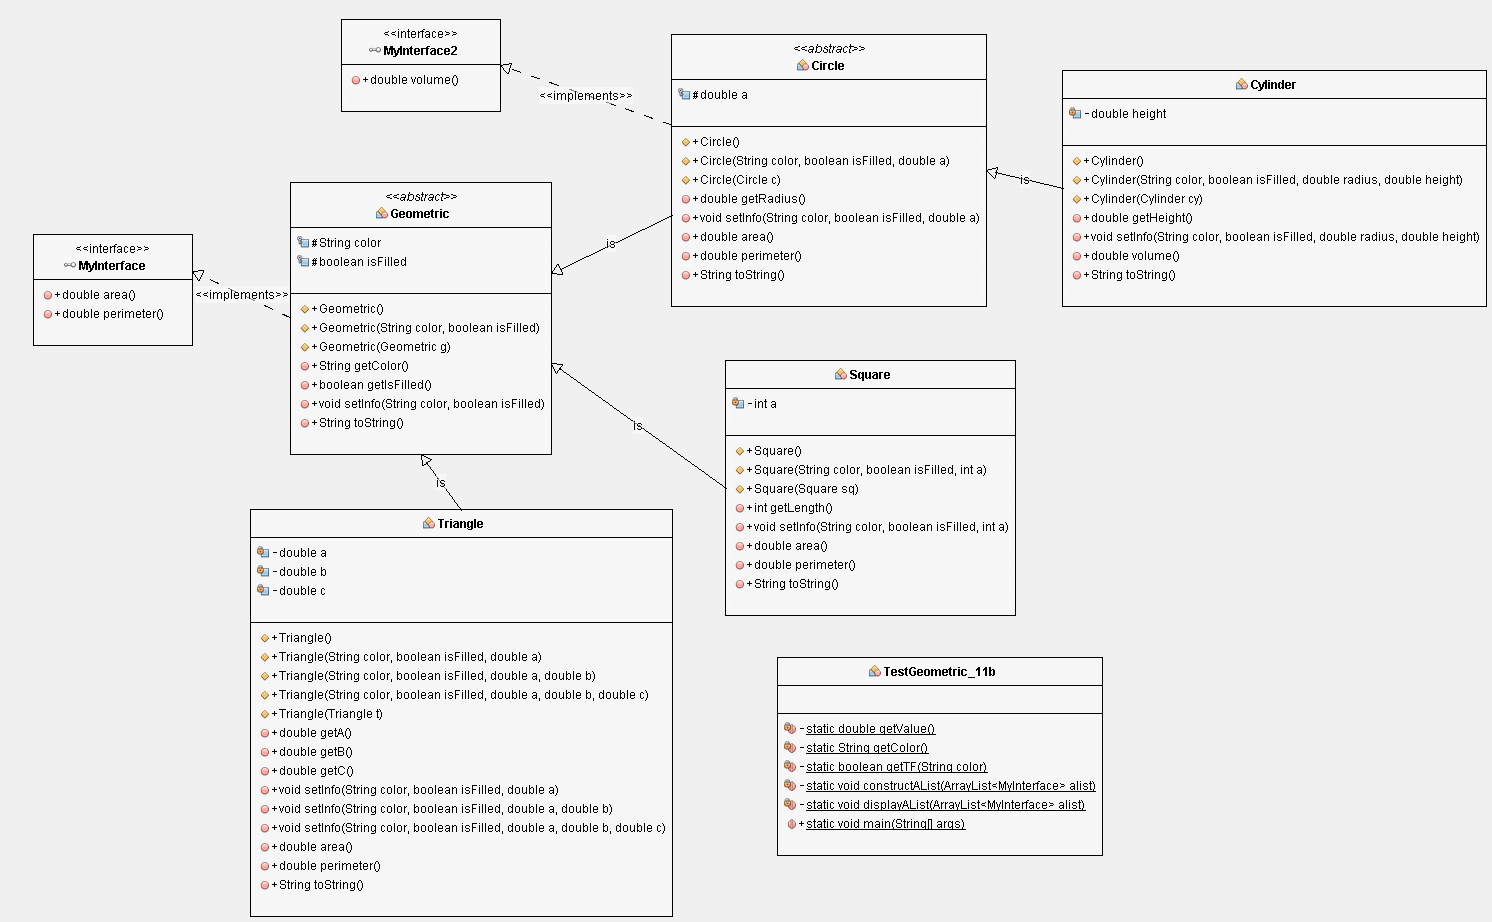 <<interface>>
MyInterface2
+ double volume()
<<implements>>
<<abstract>>
Circle
# double a
+ Circle()
+ Circle(String color, boolean isFilled, double a)
+ Circle(Circle c)
+ double getRadius()
+ void setInfo(String color, boolean isFilled, double a)
+ double area()
+ double perimeter()
+ String toString()
is
Cylinder
- double height
+ Cylinder()
+ Cylinder(String color, boolean isFilled, double radius, double height)
+ Cylinder(Cylinder cy)
+ double getHeight()
+ void setInfo(String color, boolean isFilled, double radius, double height)
+ double volume()
+ String toString()
<<interface>>
MyInterface
+ double area()
+ double perimeter()
<<implements>>
<<abstract>>
Geometric
# String color
# boolean isFilled
+ Geometric()
+ Geometric(String color, boolean isFilled)
+ Geometric(Geometric g)
+ String getColor()
+ boolean getIsFilled()
+ void setInfo(String color, boolean isFilled)
+ String toString()
is
is
is
Square
- int a
+ Square()
+ Square(String color, boolean isFilled, int a)
+ Square(Square sq)
+ int getLength()
+ void setInfo(String color, boolean isFilled, int a)
+ double area()
+ double perimeter()
+ String toString()
Triangle
- double a
- double b
- double c
+ Triangle()
+ Triangle(String color, boolean isFilled, double a)
+ Triangle(String color, boolean isFilled, double a, double b)
+ Triangle(String color, boolean isFilled, double a, double b, double c)
+ Triangle(Triangle t)
+ double getA()
+ double getB()
+ double getC()
+ void setInfo(String color, boolean isFilled, double a)
+ void setInfo(String color, boolean isFilled, double a, double b)
+ void setInfo(String color, boolean isFilled, double a, double b, double c)
+ double area()
+ double perimeter()
+ String toString()
TestGeometric_11b
- static double getValue()
- static String getColor()
- static boolean getTF(String color)
- static void constructAList(ArrayList<MyInterface> alist)
- static void displayAList(ArrayList<MyInterface> alist)
+ static void main(String[] args)